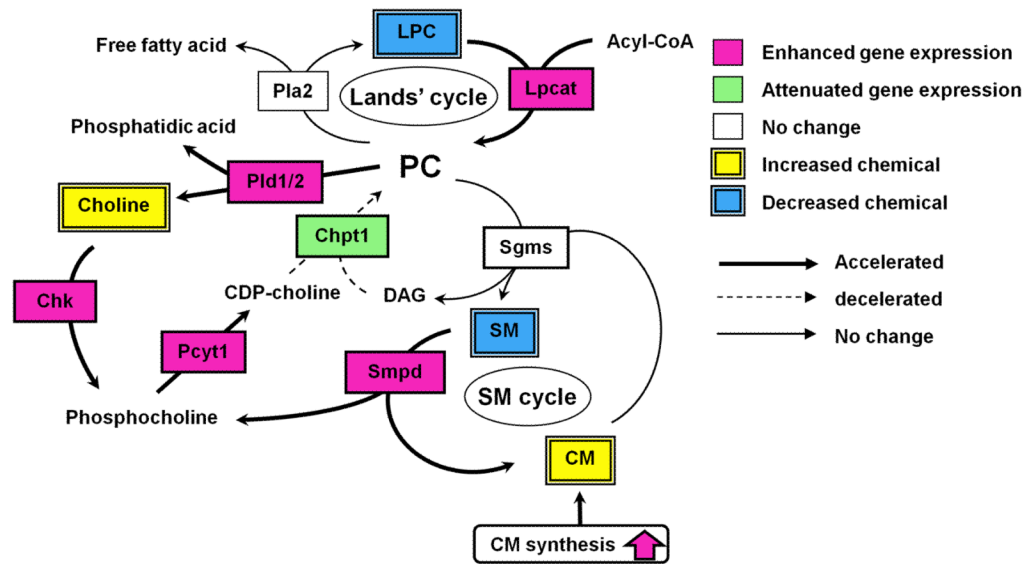 LPC
Free fatty acid
Acyl-CoA
Pla2
Lands' cycle
Lpcat
Phosphatidic acid
PC
Pld1/2
Choline
Chpt1
Sgms
Chk
CDP-choline
DAG
Pcyt1
SM
Smpd
SM cycle
Phosphocholine
CM
CM synthesis
Enhanced gene expression
Attenuated gene expression
No change
Increased chemical
Decreased chemical
Accelerated
decelerated
No change